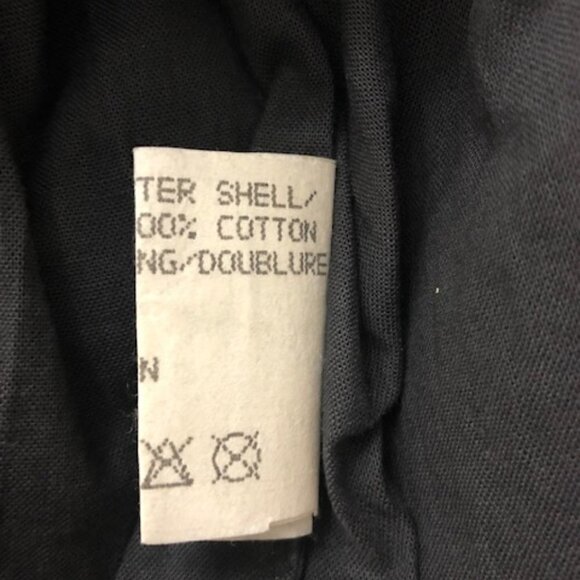 TER SHELL/
00% COTTON
NG/DOUBLURE
N